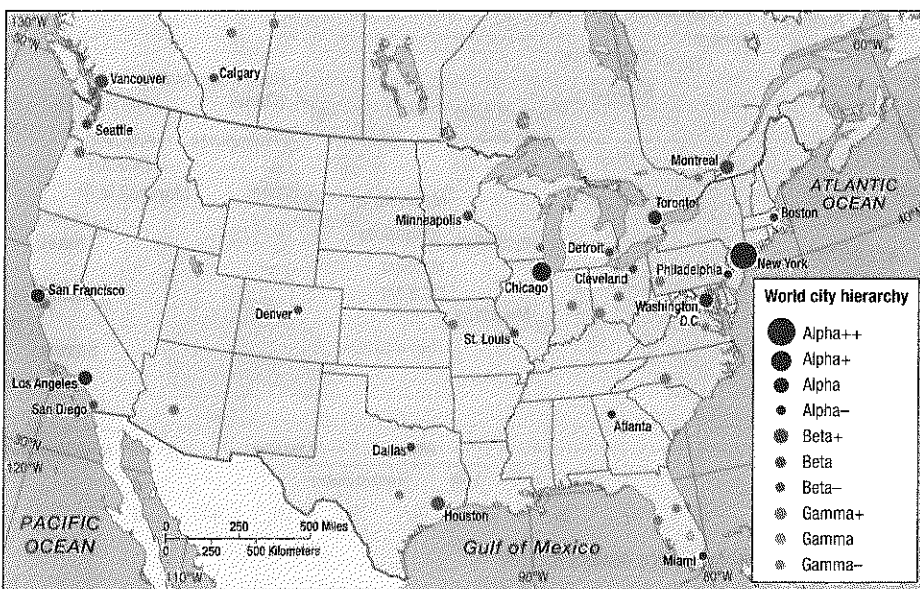 130°W
50°W
60°W
Vancouver
Calgary
Seattle
Montreal
ATLANTIC
OCEAN
Toronto
Minneapolis
Boston
40°N
Detroit
New York
Cleveland
Philadelphia
Chicago
San Francisco
Washington,
D.C.
Denver
St. Louis
Los Angeles
San Diego
Atlanta
Dallas
30°N
120°W
PACIFIC
OCEAN
0 250 500 Miles
0 250 500 Kilometers
Houston
Gulf of Mexico
Miami
110°W
90°W
80°W
World city hierarchy
Alpha++
Alpha+
Alpha
Alpha–
Beta+
Beta
Beta–
Gamma+
Gamma
Gamma–